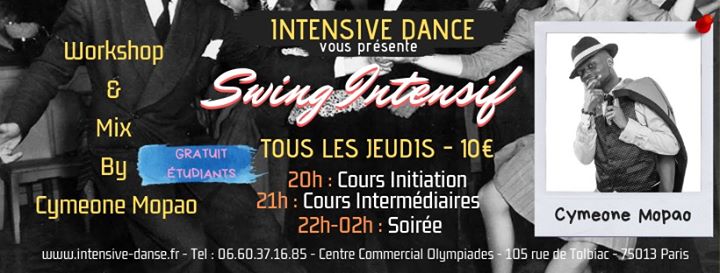 INTENSIVE DANCE
vous présente
Swing Intensif
Workshop
&
Mix
By
Cymeone Mopao
GRATUIT
ÉTUDIANTS
TOUS LES JEUDIS - 10€
20h : Cours Initiation
21h : Cours Intermédiaires
22h-02h : Soirée
Cymeone Mopao
www.intensive-danse.fr - Tel : 06.60.37.16.85 - Centre Commercial Olympiades - 105 rue de Tolbiac - 75013 Paris